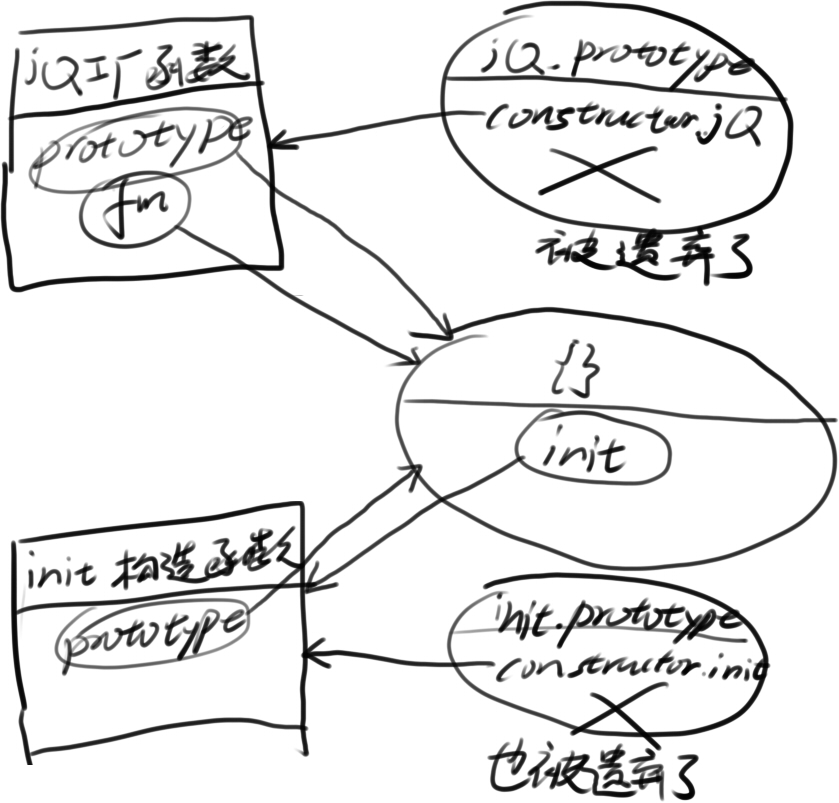 jQ工厂函数
prototype
fn
jQ.prototype
constructor.jQ
被遗弃了
{}
init
init 构造函数
prototype
init.prototype
constructor.init
也被遗弃了